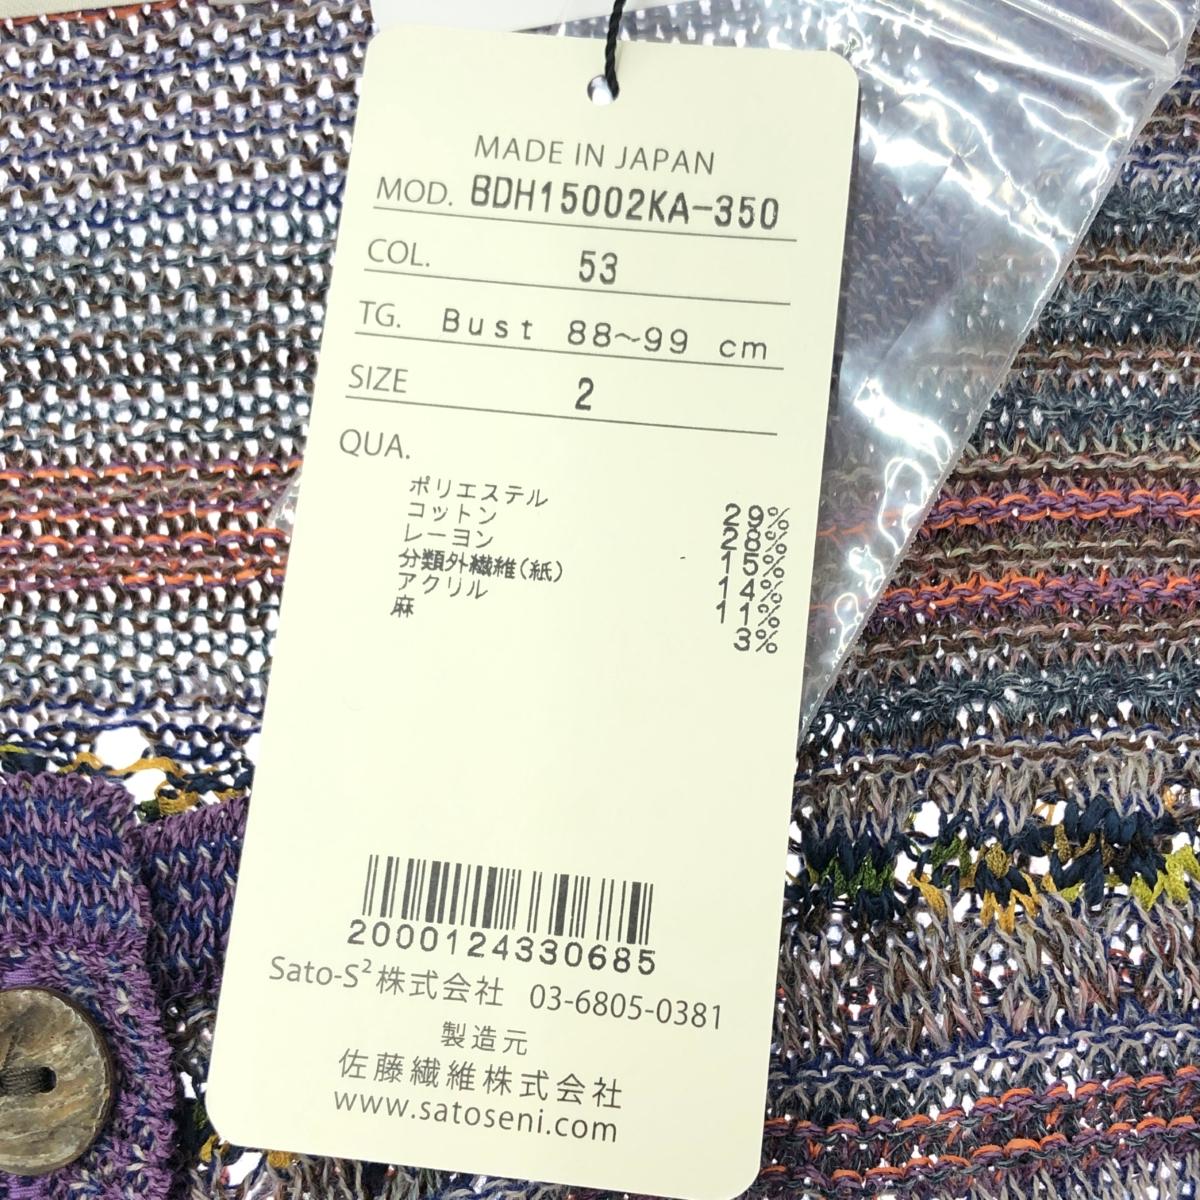 MADE IN JAPAN
MOD. BDH15002KA-350
COL. 53
TG. Bust 88~99 cm
SIZE 2
QUA.
ポリエステル 29%
コットン 28%
レーヨン 15%
分類外繊維(紙) 14%
アクリル 11%
麻 3%
2000124330685
Sato-S² 株式会社 03-6805-0381
製造元
佐藤繊維株式会社
www.satoseni.com